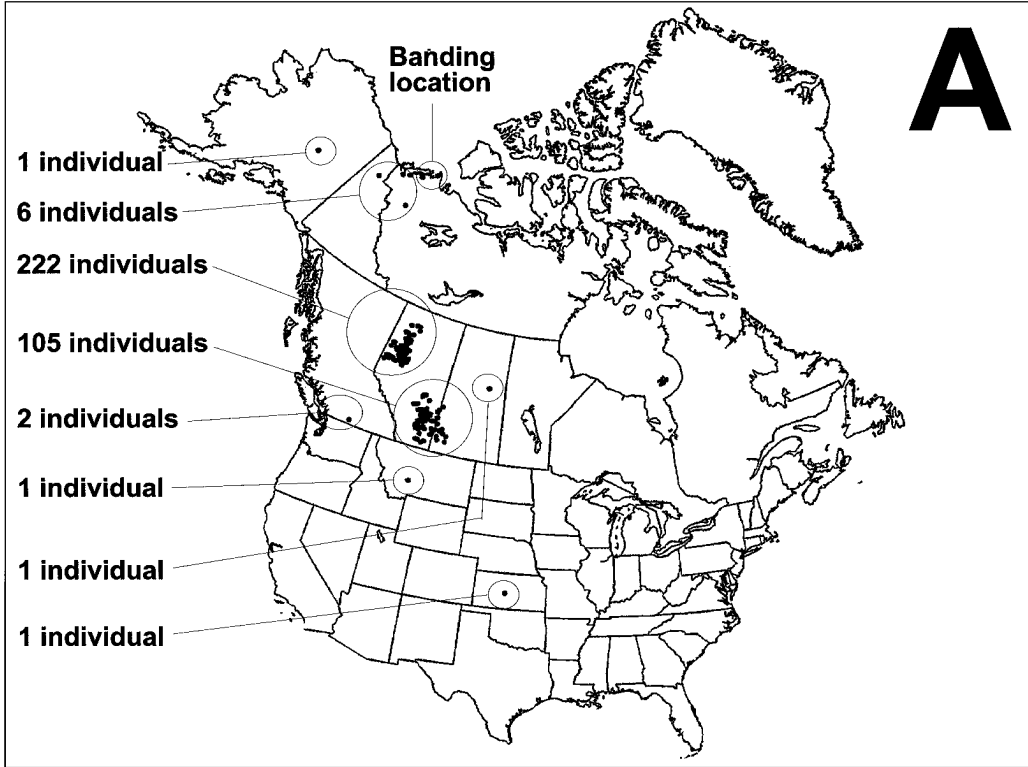 Banding
location
A
1 individual
6 individuals
222 individuals
105 individuals
2 individuals
1 individual
1 individual
1 individual